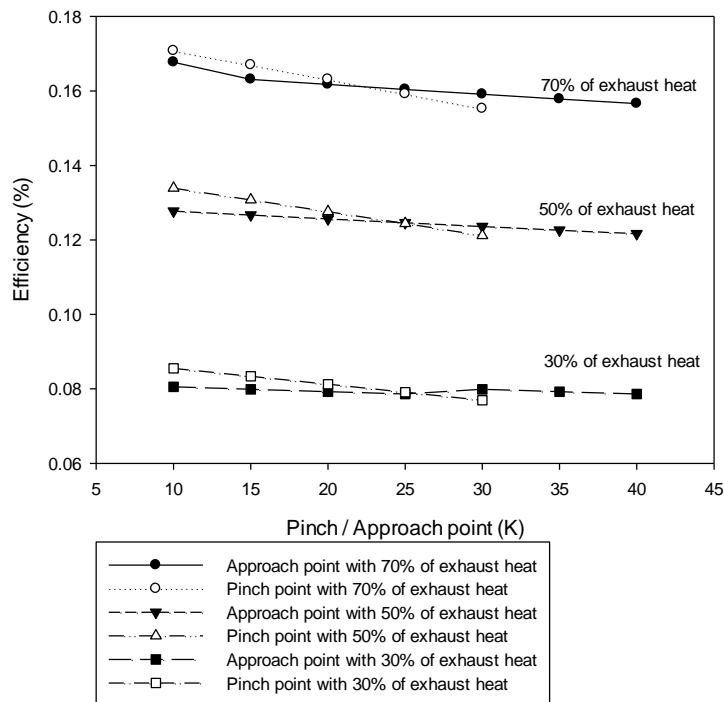 0.18
0.16
0.14
0.12
0.10
0.08
0.06
Efficiency (%)
70% of exhaust heat
50% of exhaust heat
30% of exhaust heat
5 10 15 20 25 30 35 40 45
Pinch / Approach point (K)
Approach point with 70% of exhaust heat
Pinch point with 70% of exhaust heat
Approach point with 50% of exhaust heat
Pinch point with 50% of exhaust heat
Approach point with 30% of exhaust heat
Pinch point with 30% of exhaust heat